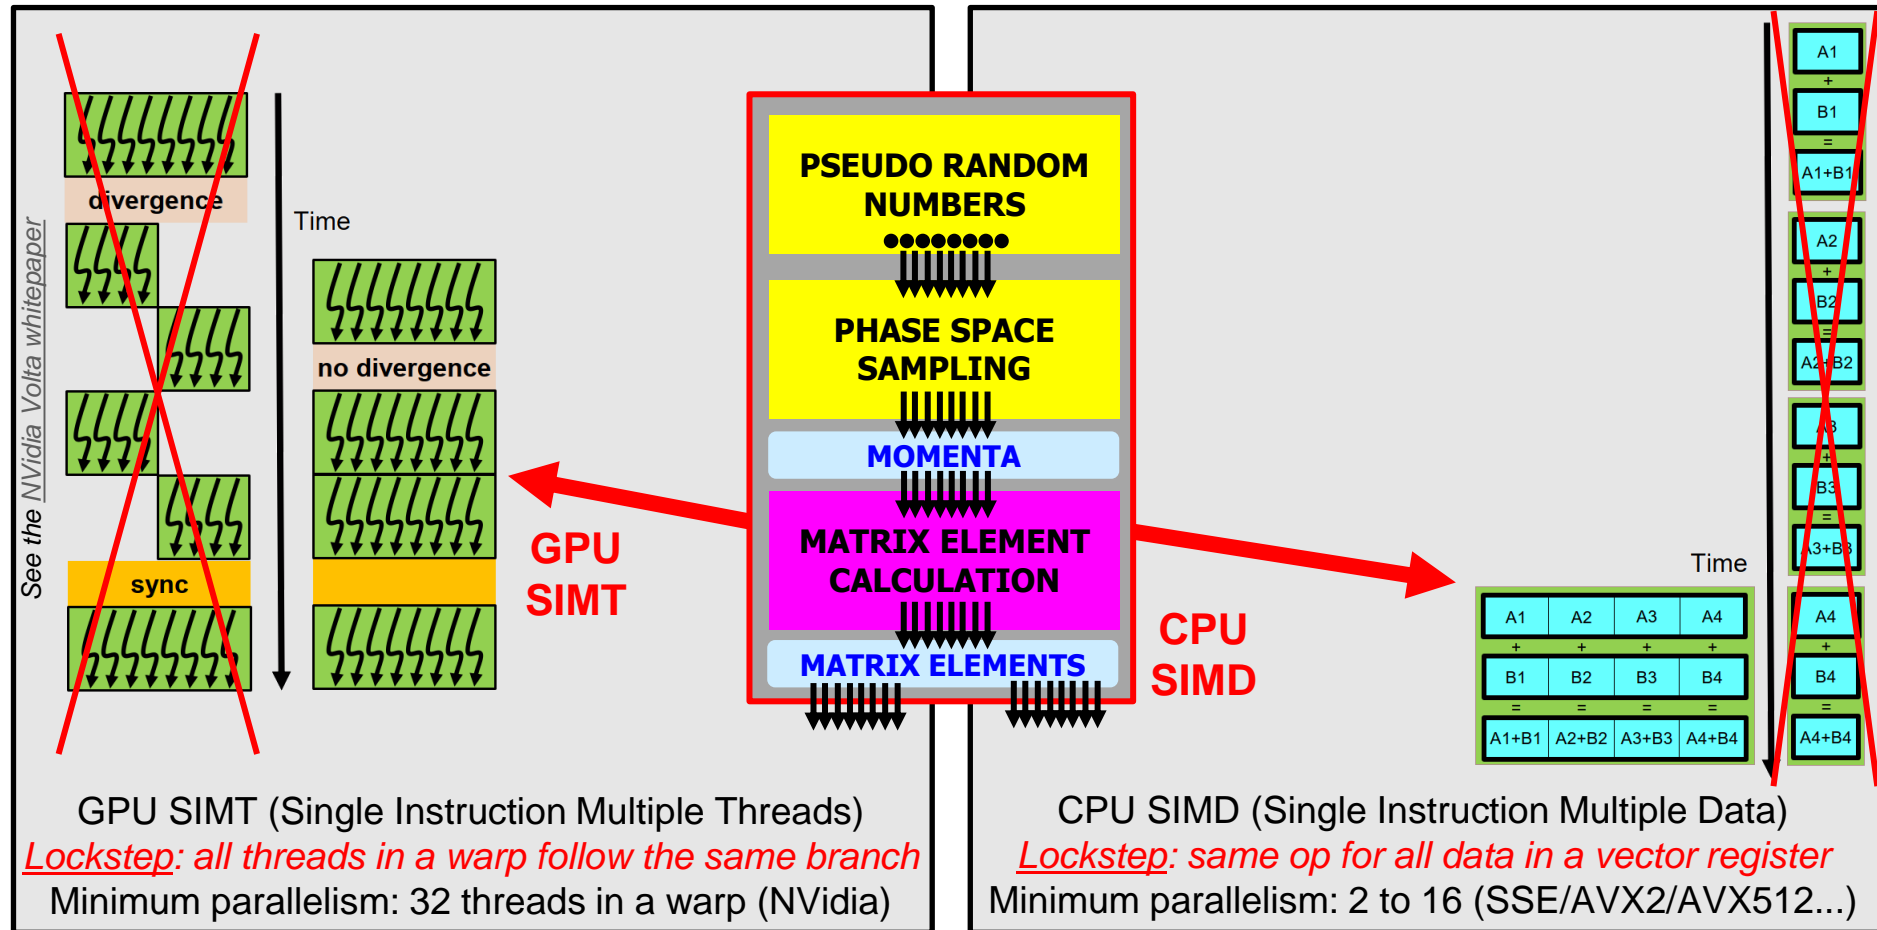 See the NVidia Volta whitepaper
divergence
sync
Time
no divergence
GPU
SIMT
PSEUDO RANDOM
NUMBERS
PHASE SPACE
SAMPLING
MOMENTA
MATRIX ELEMENT
CALCULATION
MATRIX ELEMENTS
CPU
SIMD
Time
A1 A2 A3 A4
+ + + +
B1 B2 B3 B4
= = = =
A1+B1 A2+B2 A3+B3 A4+B4
A1
+
B1
=
A1+B1
A2
+
B2
=
A2+B2
A3
+
B3
=
A3+B3
A4
+
B4
=
A4+B4
GPU SIMT (Single Instruction Multiple Threads)
Lockstep: all threads in a warp follow the same branch
Minimum parallelism: 32 threads in a warp (NVidia)
CPU SIMD (Single Instruction Multiple Data)
Lockstep: same op for all data in a vector register
Minimum parallelism: 2 to 16 (SSE/AVX2/AVX512...)